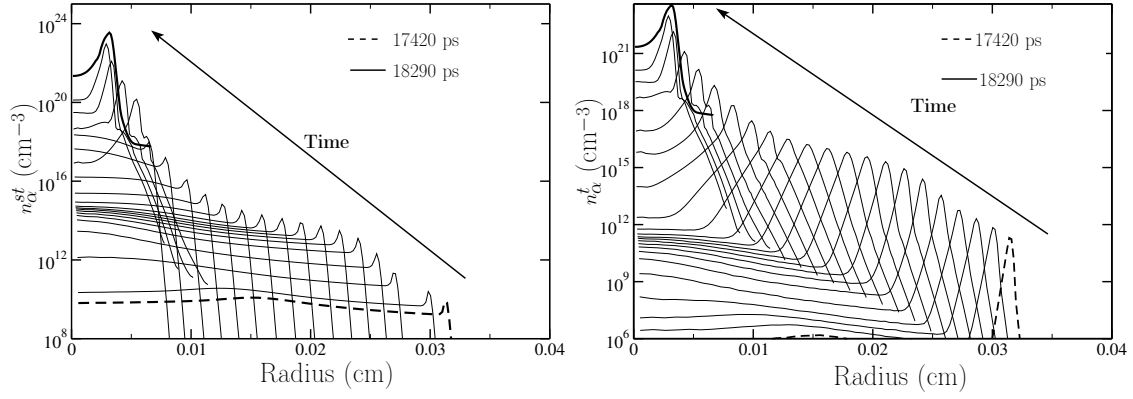 10^24
10^20
10^16
10^12
10^8
n_α^st (cm^−3)
17420 ps
18290 ps
Time
0 0.01 0.02 0.03 0.04
Radius (cm)
10^21
10^18
10^15
10^12
10^9
10^6
n_α^t (cm^−3)
17420 ps
18290 ps
Time
0 0.01 0.02 0.03 0.04
Radius (cm)